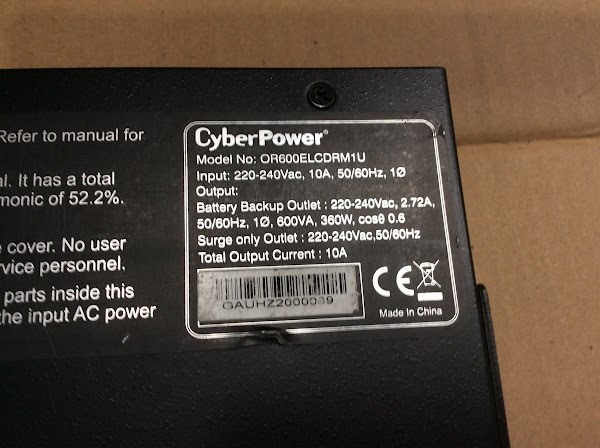 Refer to manual for
al. It has a total
monic of 52.2%.
e cover. No user
rvice personnel.
parts inside this
the input AC power
CyberPower®
Model No: OR600ELCDRM1U
Input: 220-240Vac, 10A, 50/60Hz, 1Ø
Output:
Battery Backup Outlet : 220-240Vac, 2.72A,
50/60Hz, 1Ø, 600VA, 360W, cosθ 0.6
Surge only Outlet : 220-240Vac,50/60Hz
Total Output Current : 10A
GAUHZ2000039
CE
Made In China